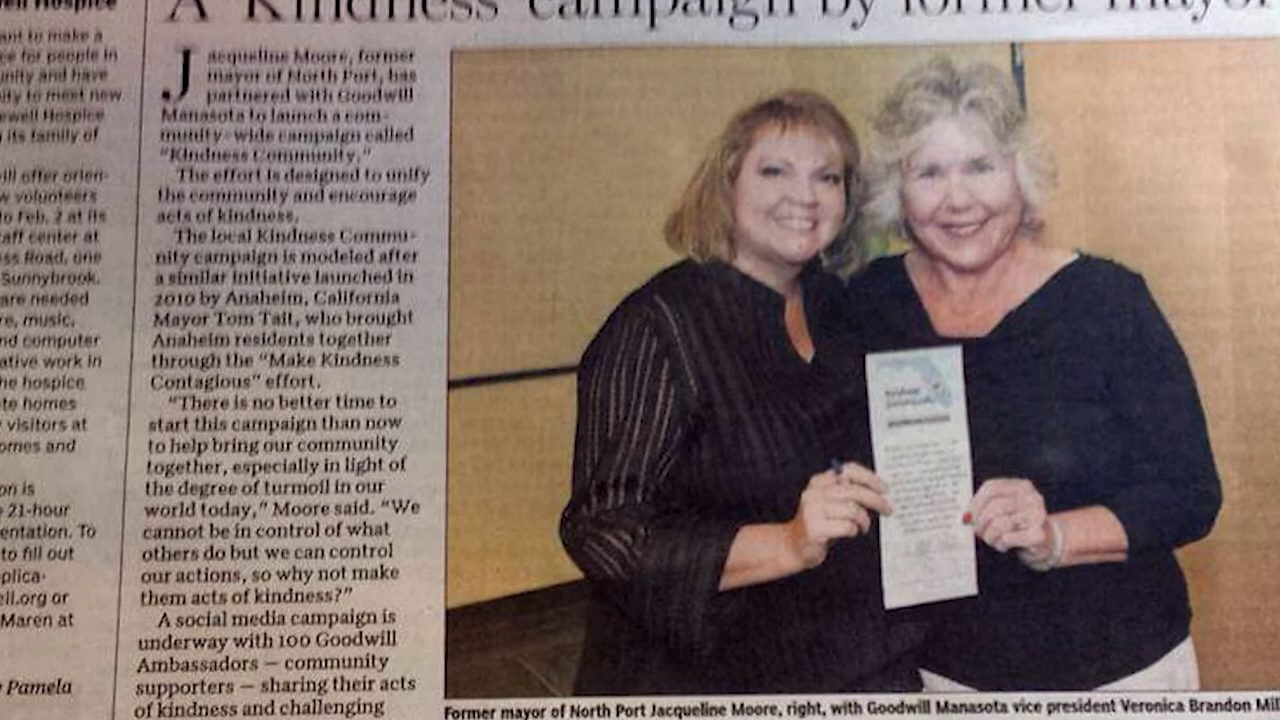 A "Kindness" campaign by former mayor
Hospice
ant to make a
ce for people in
unity and have
ity to meet new
ewell Hospice
its family of
ill offer orien-
w volunteers
to Feb. 2 at its
taff center at
ss Road, one
Sunnybrook.
are needed
re, music,
nd computer
ative work in
he hospice
te homes
visitors at
omes and
on is
21-hour
entation. To
to fill out
plica-
ell.org or
Maren at
Pamela
Jacqueline Moore, former
mayor of North Port, has
partnered with Goodwill
Manasota to launch a com-
munity-wide campaign called
"Kindness Community."
The effort is designed to unify
the community and encourage
acts of kindness.
The local Kindness Commu-
nity campaign is modeled after
a similar initiative launched in
2010 by Anaheim, California
Mayor Tom Tait, who brought
Anaheim residents together
through the "Make Kindness
Contagious" effort.
"There is no better time to
start this campaign than now
to help bring our community
together, especially in light of
the degree of turmoil in our
world today," Moore said. "We
cannot be in control of what
others do but we can control
our actions, so why not make
them acts of kindness?"
A social media campaign is
underway with 100 Goodwill
Ambassadors — community
supporters — sharing their acts
of kindness and challenging
Former mayor of North Port Jacqueline Moore, right, with Goodwill Manasota vice president Veronica Brandon Mil